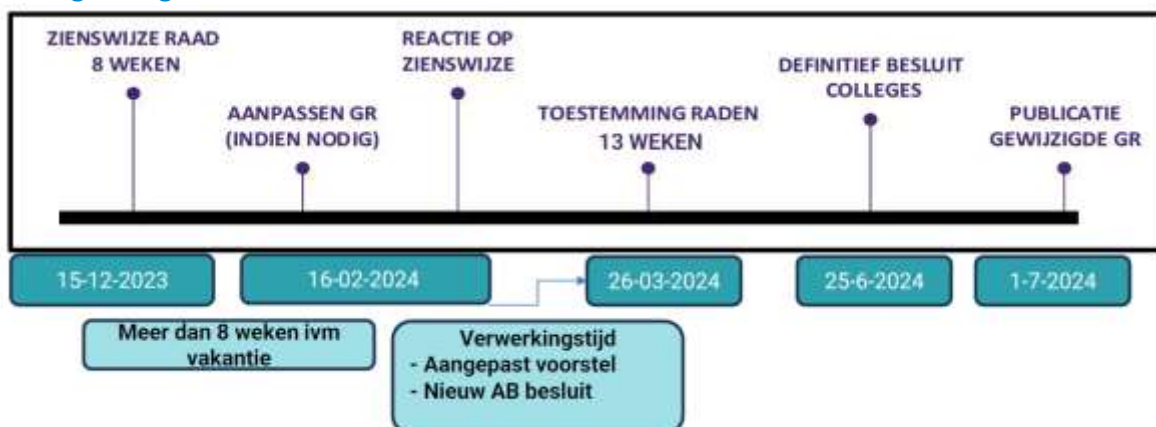 ZIENSWIJZE RAAD
8 WEKEN
AANPASSEN GR
(INDIEN NODIG)
REACTIE OP
ZIENSWIJZE
TOESTEMMING RADEN
13 WEKEN
DEFINITIEF BESLUIT
COLLEGES
PUBLICATIE
GEWIJZIGDE GR
15-12-2023
16-02-2024
26-03-2024
25-6-2024
1-7-2024
Meer dan 8 weken ivm
vakantie
Verwerkingstijd
- Aangepast voorstel
- Nieuw AB besluit